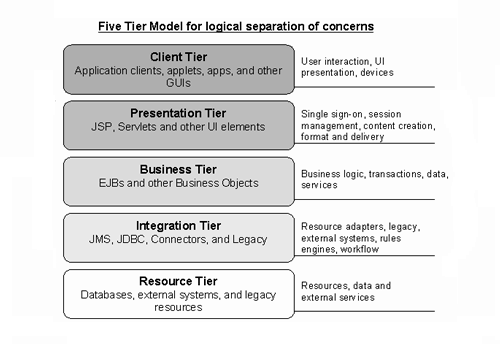 Five Tier Model for logical separation of concerns
Client Tier
Application clients, applets, apps, and other
GUIs
User interaction, UI
presentation, devices
Presentation Tier
JSP, Servlets and other UI elements
Single sign-on, session
management, content creation,
format and delivery
Business Tier
EJBs and other Business Objects
Business logic, transactions, data,
services
Integration Tier
JMS, JDBC, Connectors, and Legacy
Resource adapters, legacy,
external systems, rules
engines, workflow
Resource Tier
Databases, external systems, and legacy
resources
Resources, data and
external services